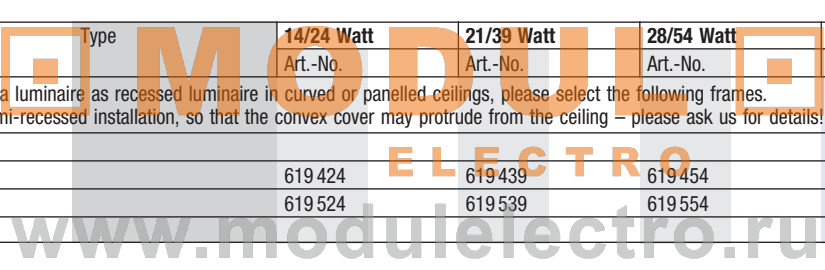 Type 14/24 Watt 21/39 Watt 28/54 Watt
Art.-No. Art.-No. Art.-No.
a luminaire as recessed luminaire in curved or panelled ceilings, please select the following frames.
mi-recessed installation, so that the convex cover may protrude from the ceiling – please ask us for details!
MODUL
ELECTRO
619 424 619 439 619 454
619 524 619 539 619 554
www.modulelectro.ru